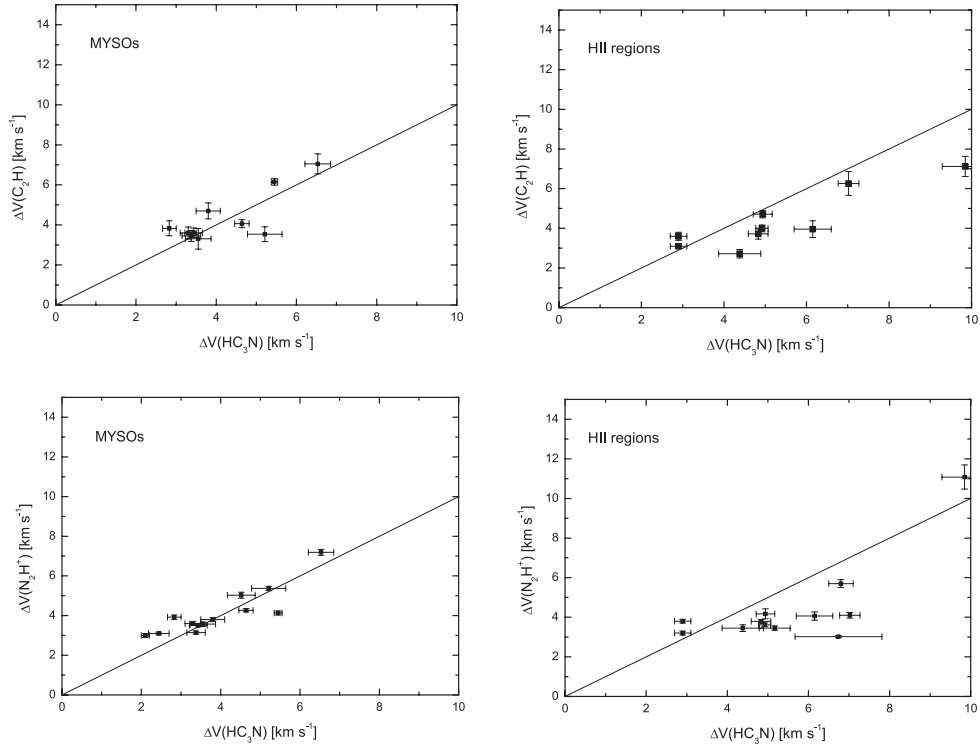 MYSOs
ΔV(C₂H) [km s⁻¹]
14
12
10
8
6
4
2
0
0 2 4 6 8 10
ΔV(HC₃N) [km s⁻¹]
HII regions
ΔV(C₂H) [km s⁻¹]
14
12
10
8
6
4
2
0
0 2 4 6 8 10
ΔV(HC₃N) [km s⁻¹]
MYSOs
ΔV(N₂H⁺) [km s⁻¹]
14
12
10
8
6
4
2
0
0 2 4 6 8 10
ΔV(HC₃N) [km s⁻¹]
HII regions
ΔV(N₂H⁺) [km s⁻¹]
14
12
10
8
6
4
2
0
0 2 4 6 8 10
ΔV(HC₃N) [km s⁻¹]